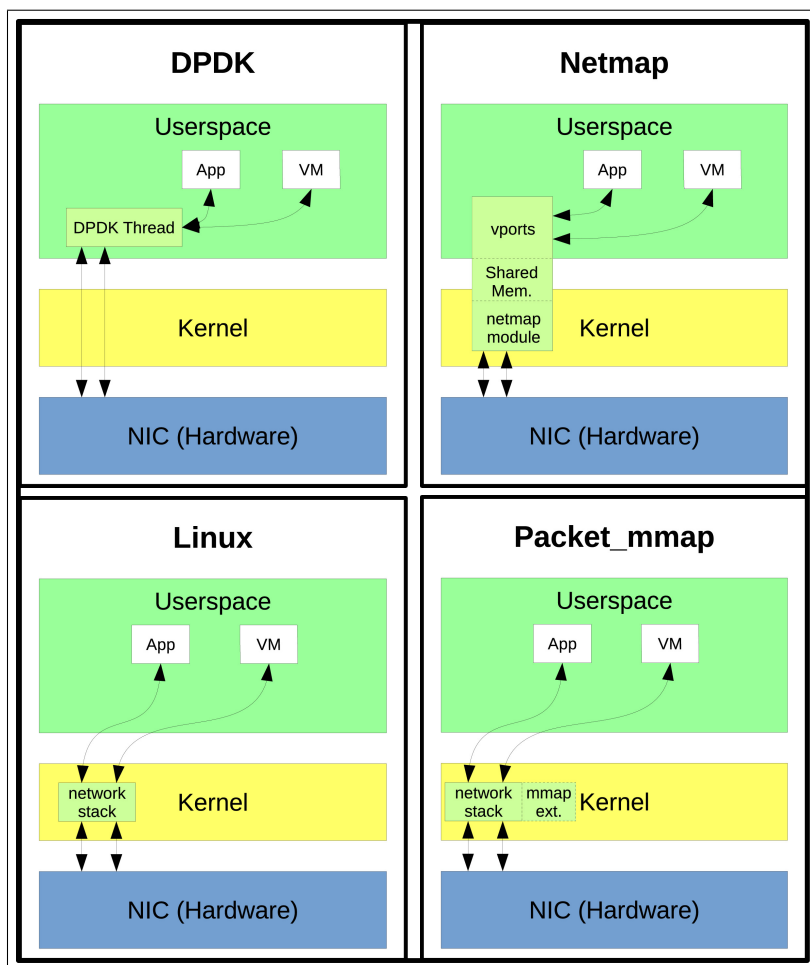 DPDK
Userspace
App
VM
DPDK Thread
Kernel
NIC (Hardware)
Netmap
Userspace
App
VM
vports
Shared
Mem.
netmap
module
Kernel
NIC (Hardware)
Linux
Userspace
App
VM
network
stack
Kernel
NIC (Hardware)
Packet_mmap
Userspace
App
VM
network
stack
mmap
ext.
Kernel
NIC (Hardware)